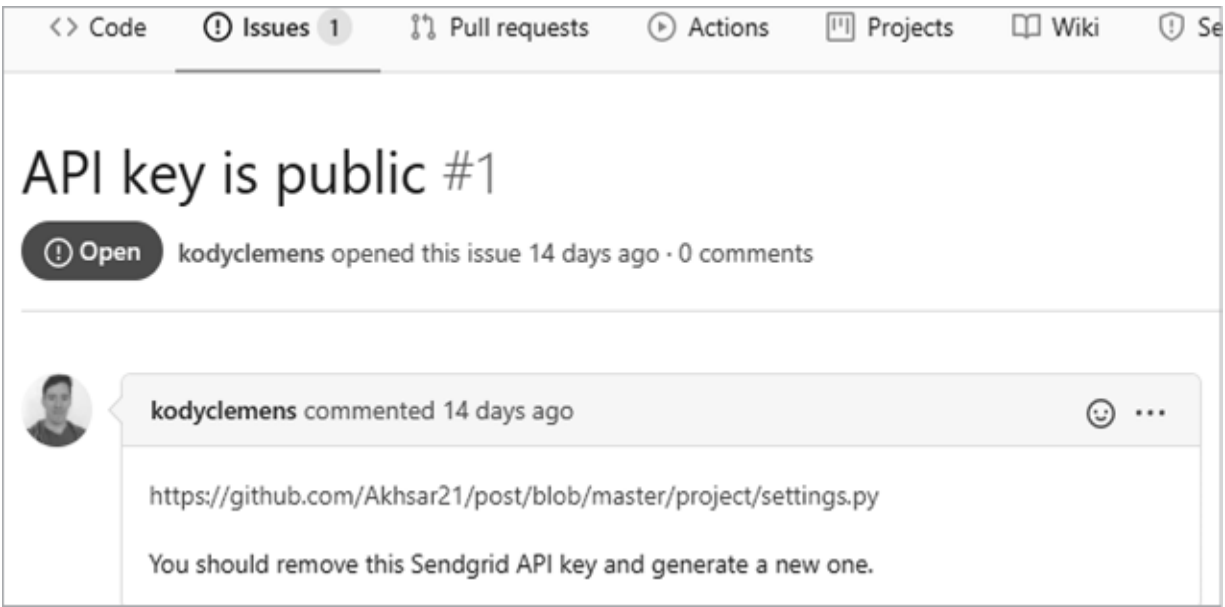 <> Code Issues 1 Pull requests Actions Projects Wiki Se
API key is public #1
Open kodyclemens opened this issue 14 days ago · 0 comments
kodyclemens commented 14 days ago
https://github.com/Akhsar21/post/blob/master/project/settings.py
You should remove this Sendgrid API key and generate a new one.